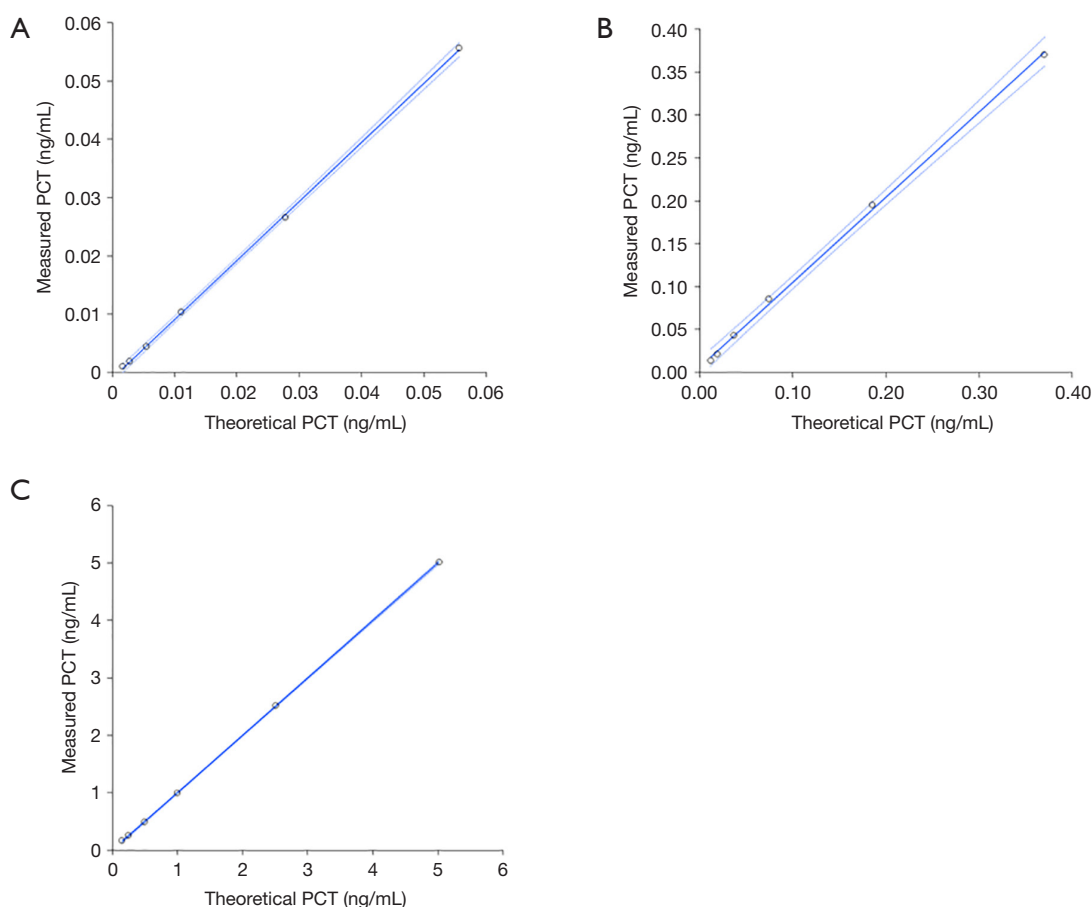 A
0.06
0.05
0.04
0.03
0.02
0.01
0
Measured PCT (ng/mL)
0 0.01 0.02 0.03 0.04 0.05 0.06
Theoretical PCT (ng/mL)
B
0.40
0.35
0.30
0.25
0.20
0.15
0.10
0.05
0.00
Measured PCT (ng/mL)
0.00 0.10 0.20 0.30 0.40
Theoretical PCT (ng/mL)
C
6
5
4
3
2
1
0
Measured PCT (ng/mL)
0 1 2 3 4 5 6
Theoretical PCT (ng/mL)